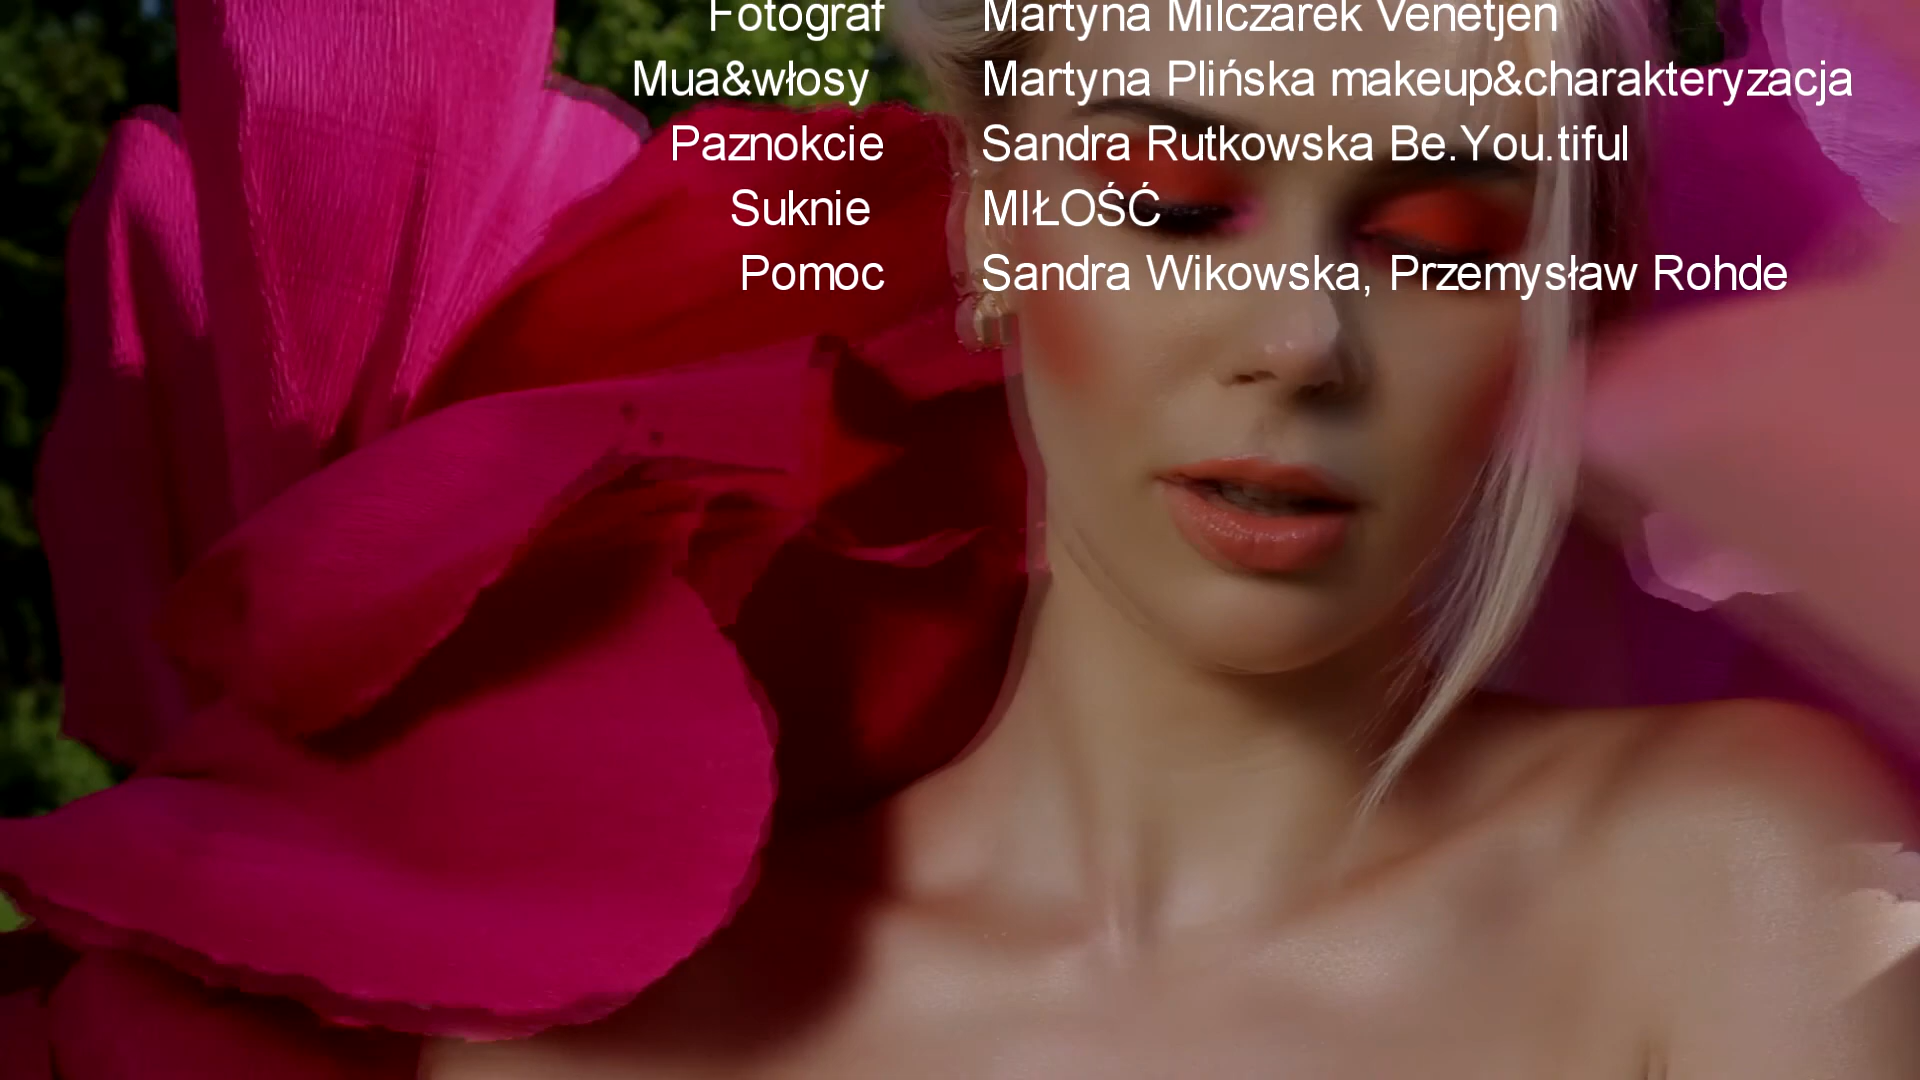 Fotograf Martyna Milczarek Venetjen
Mua&włosy Martyna Plińska makeup&charakteryzacja
Paznokcie Sandra Rutkowska Be.You.tiful
Suknie MIŁOŚĆ
Pomoc Sandra Wikowska, Przemysław Rohde